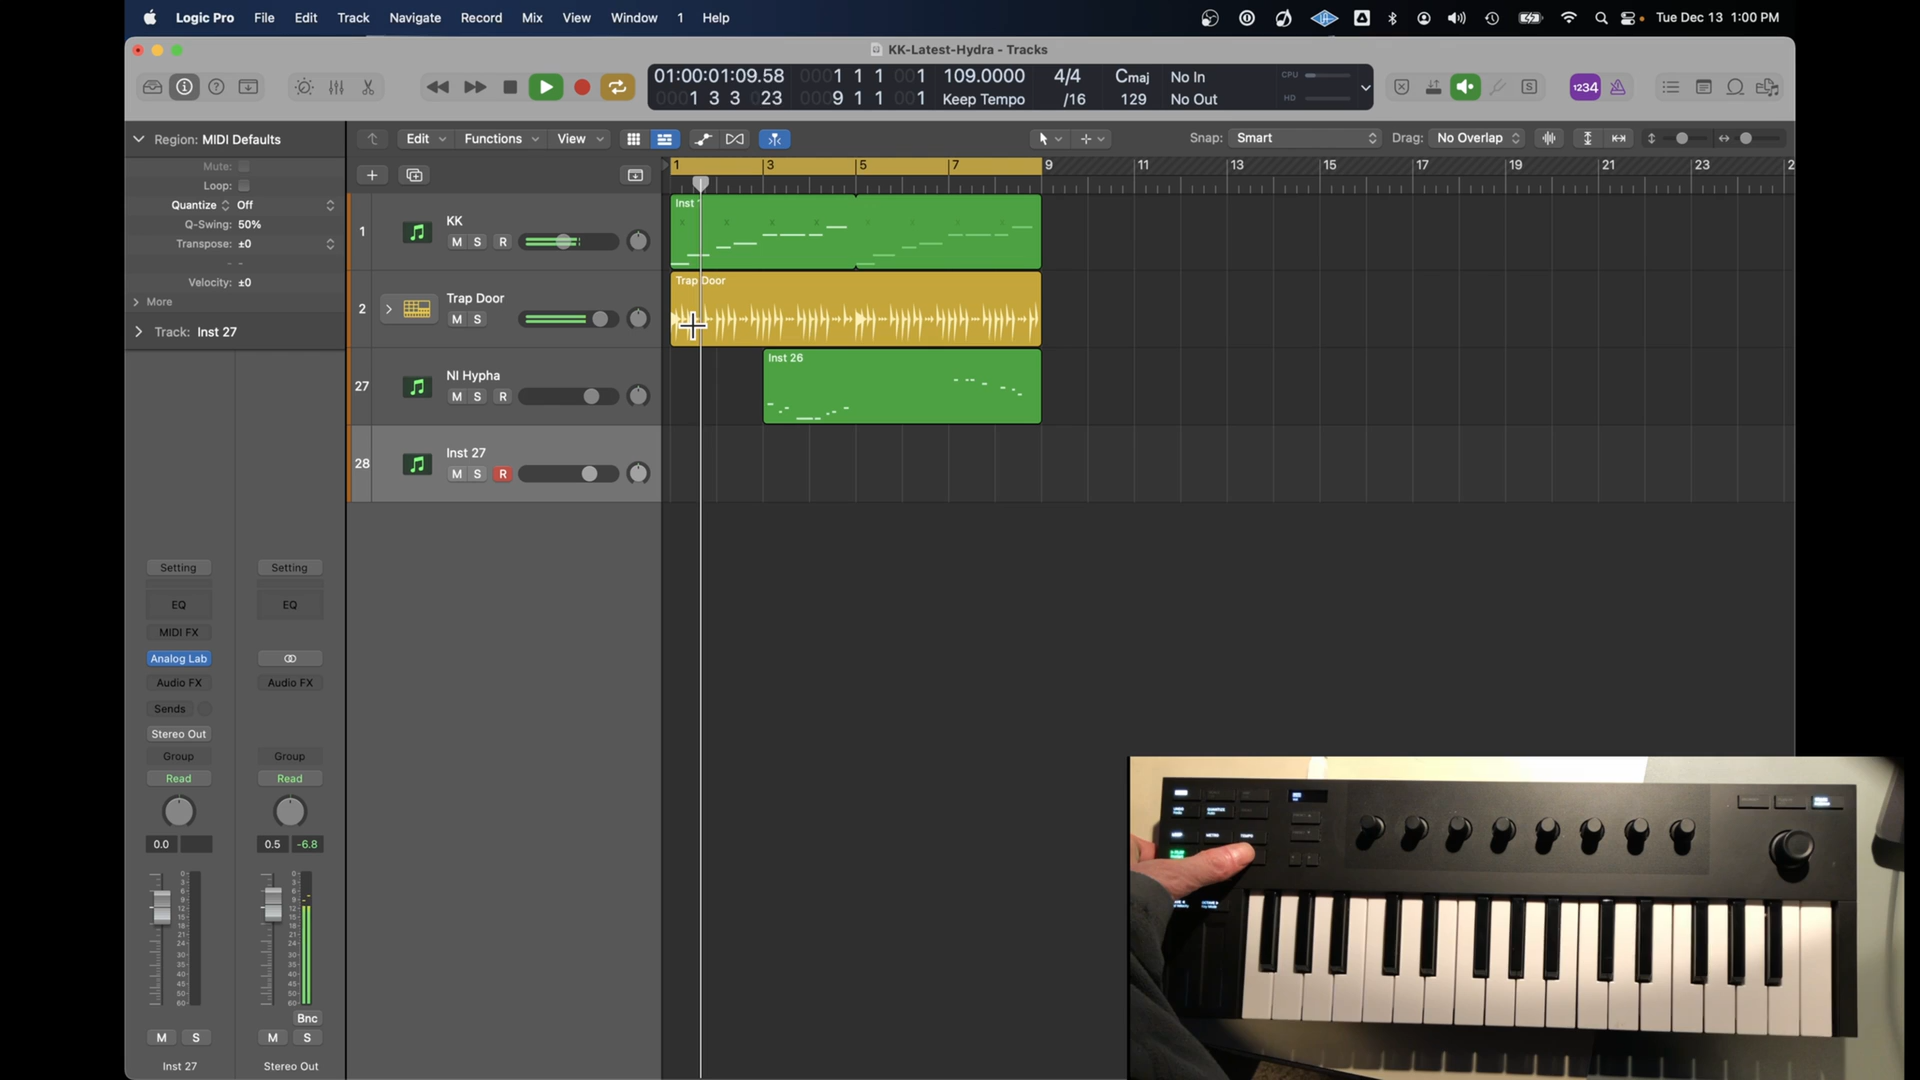 Logic Pro File Edit Track Navigate Record Mix View Window 1 Help
Tue Dec 13 1:00 PM
KK-Latest-Hydra - Tracks
01:00:01:09.58 0001 1 1 001 109.0000 4/4 Cmaj No In CPU
0001 3 3 023 0009 1 1 001 Keep Tempo /16 129 No Out HD
1234
Region: MIDI Defaults
Edit Functions View
Snap: Smart Drag: No Overlap
Mute:
Loop:
Quantize Off
Q-Swing: 50%
Transpose: ±0
Velocity: ±0
More
Track: Inst 27
1 3 5 7 9 11 13 15 17 19 21 23
1 KK
M S R
Inst
2 Trap Door
M S
Trap Door
27 NI Hypha
M S R
Inst 26
28 Inst 27
M S R
Setting Setting
EQ EQ
MIDI FX
Analog Lab
Audio FX Audio FX
Sends
Stereo Out
Group Group
Read Read
0.0 0.5 -6.8
Bnc
M S M S
Inst 27 Stereo Out